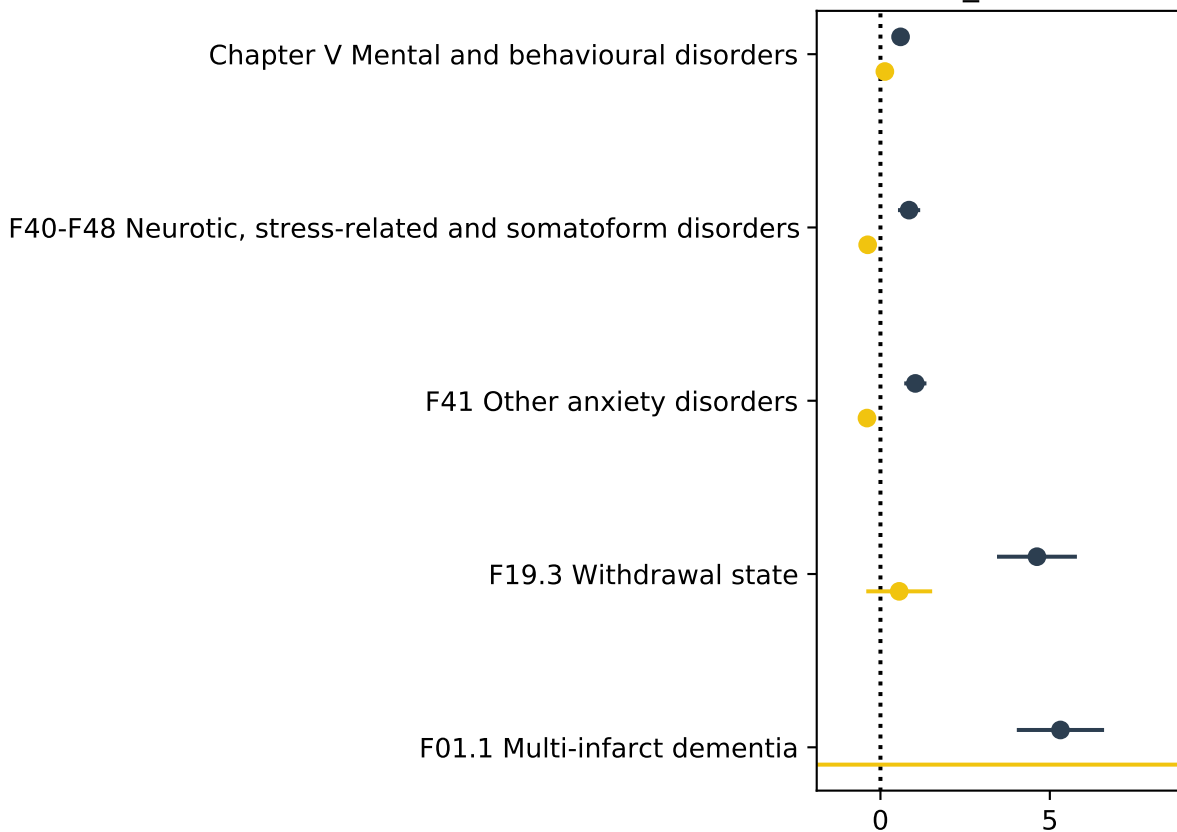 Chapter V Mental and behavioural disorders
F40-F48 Neurotic, stress-related and somatoform disorders
F41 Other anxiety disorders
F19.3 Withdrawal state
F01.1 Multi-infarct dementia
0 5